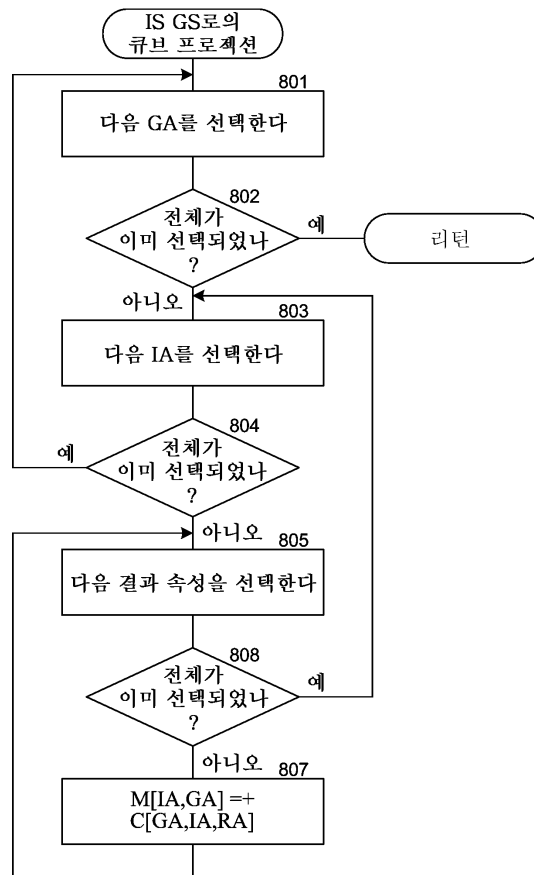 IS GS로의
큐브 프로젝션
801
다음 GA를 선택한다
802
전체가
이미 선택되었나
?
예
리턴
아니오
803
다음 IA를 선택한다
804
전체가
이미 선택되었나
?
예
아니오
805
다음 결과 속성을 선택한다
808
전체가
이미 선택되었나
?
예
아니오
807
M[IA,GA] =+
C[GA,IA,RA]